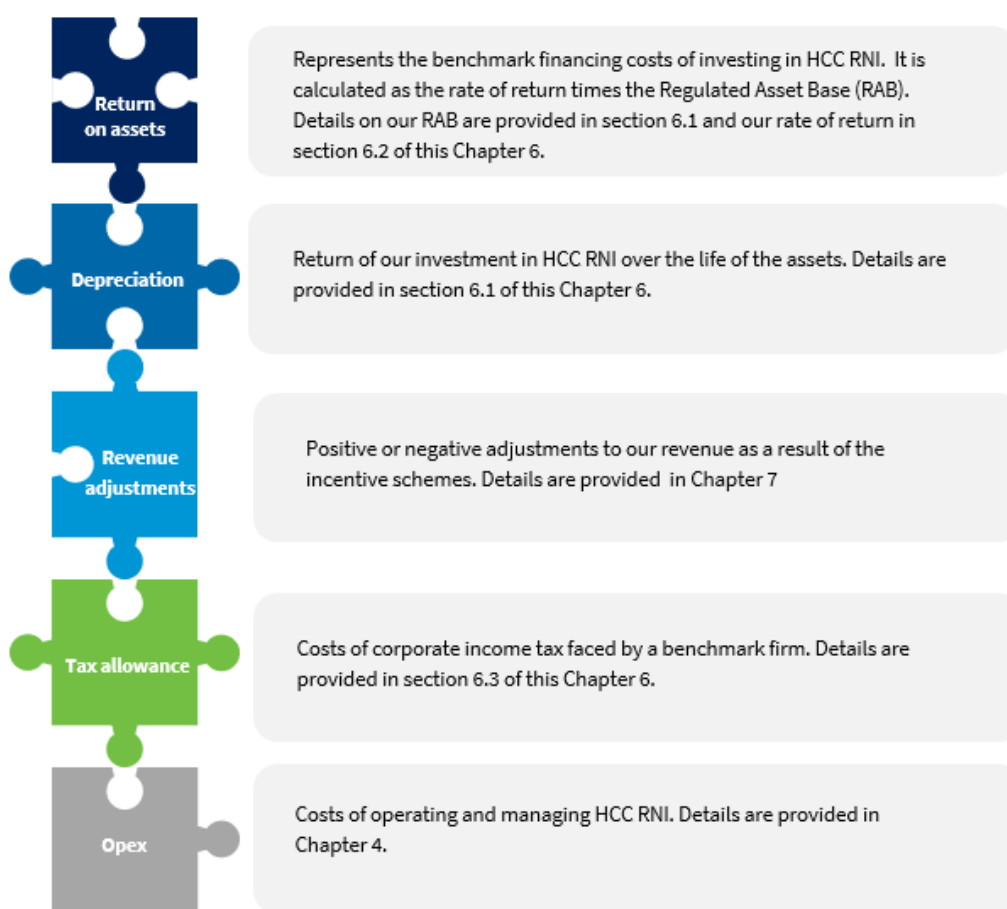 Return
on assets
Represents the benchmark financing costs of investing in HCC RNI. It is
calculated as the rate of return times the Regulated Asset Base (RAB).
Details on our RAB are provided in section 6.1 and our rate of return in
section 6.2 of this Chapter 6.
Depreciation
Return of our investment in HCC RNI over the life of the assets. Details are
provided in section 6.1 of this Chapter 6.
Revenue
adjustments
Positive or negative adjustments to our revenue as a result of the
incentive schemes. Details are provided in Chapter 7
Tax allowance
Costs of corporate income tax faced by a benchmark firm. Details are
provided in section 6.3 of this Chapter 6.
Opex
Costs of operating and managing HCC RNI. Details are provided in
Chapter 4.